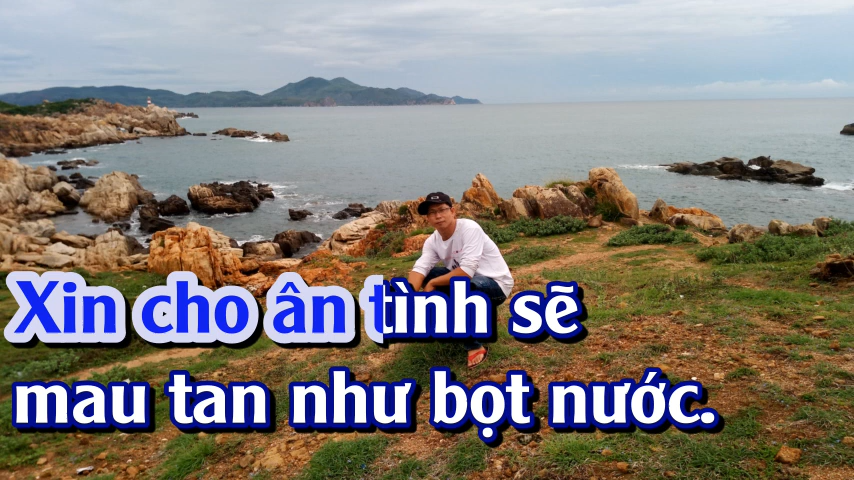 Xin cho ân tình sẽ
mau tan như bọt nước.